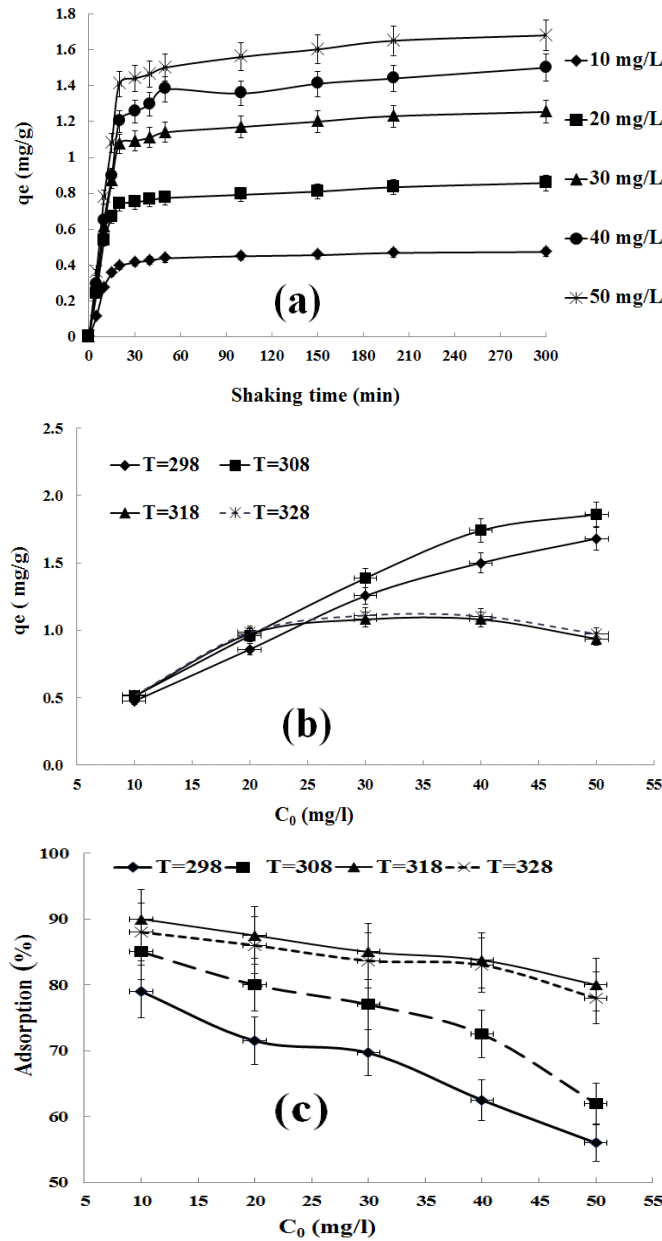 1.8
1.6
1.4
1.2
1
0.8
0.6
0.4
0.2
0
qe (mg/g)
10 mg/L
20 mg/L
30 mg/L
40 mg/L
50 mg/L
(a)
0 30 60 90 120 150 180 210 240 270 300
Shaking time (min)
2.5
2.0
1.5
1.0
0.5
0.0
qe ( mg/g)
T=298 T=308
T=318 T=328
(b)
5 10 15 20 25 30 35 40 45 50 55
C0 (mg/l)
100
90
80
70
60
50
Adsorption (%)
T=298 T=308 T=318 T=328
(c)
5 10 15 20 25 30 35 40 45 50 55
C0 (mg/l)